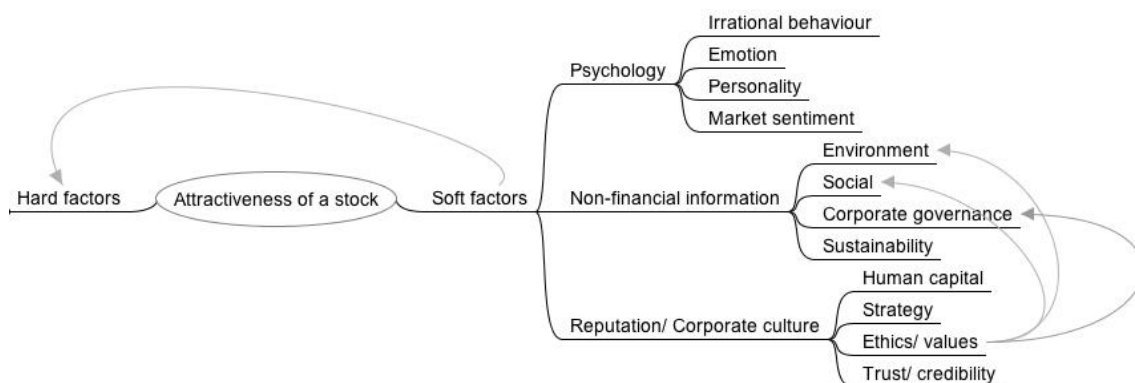 Irrational behaviour
Emotion
Psychology
Personality
Market sentiment
Environment
Hard factors
Attractiveness of a stock
Soft factors
Non-financial information
Social
Corporate governance
Sustainability
Human capital
Strategy
Reputation/ Corporate culture
Ethics/ values
Trust/ credibility